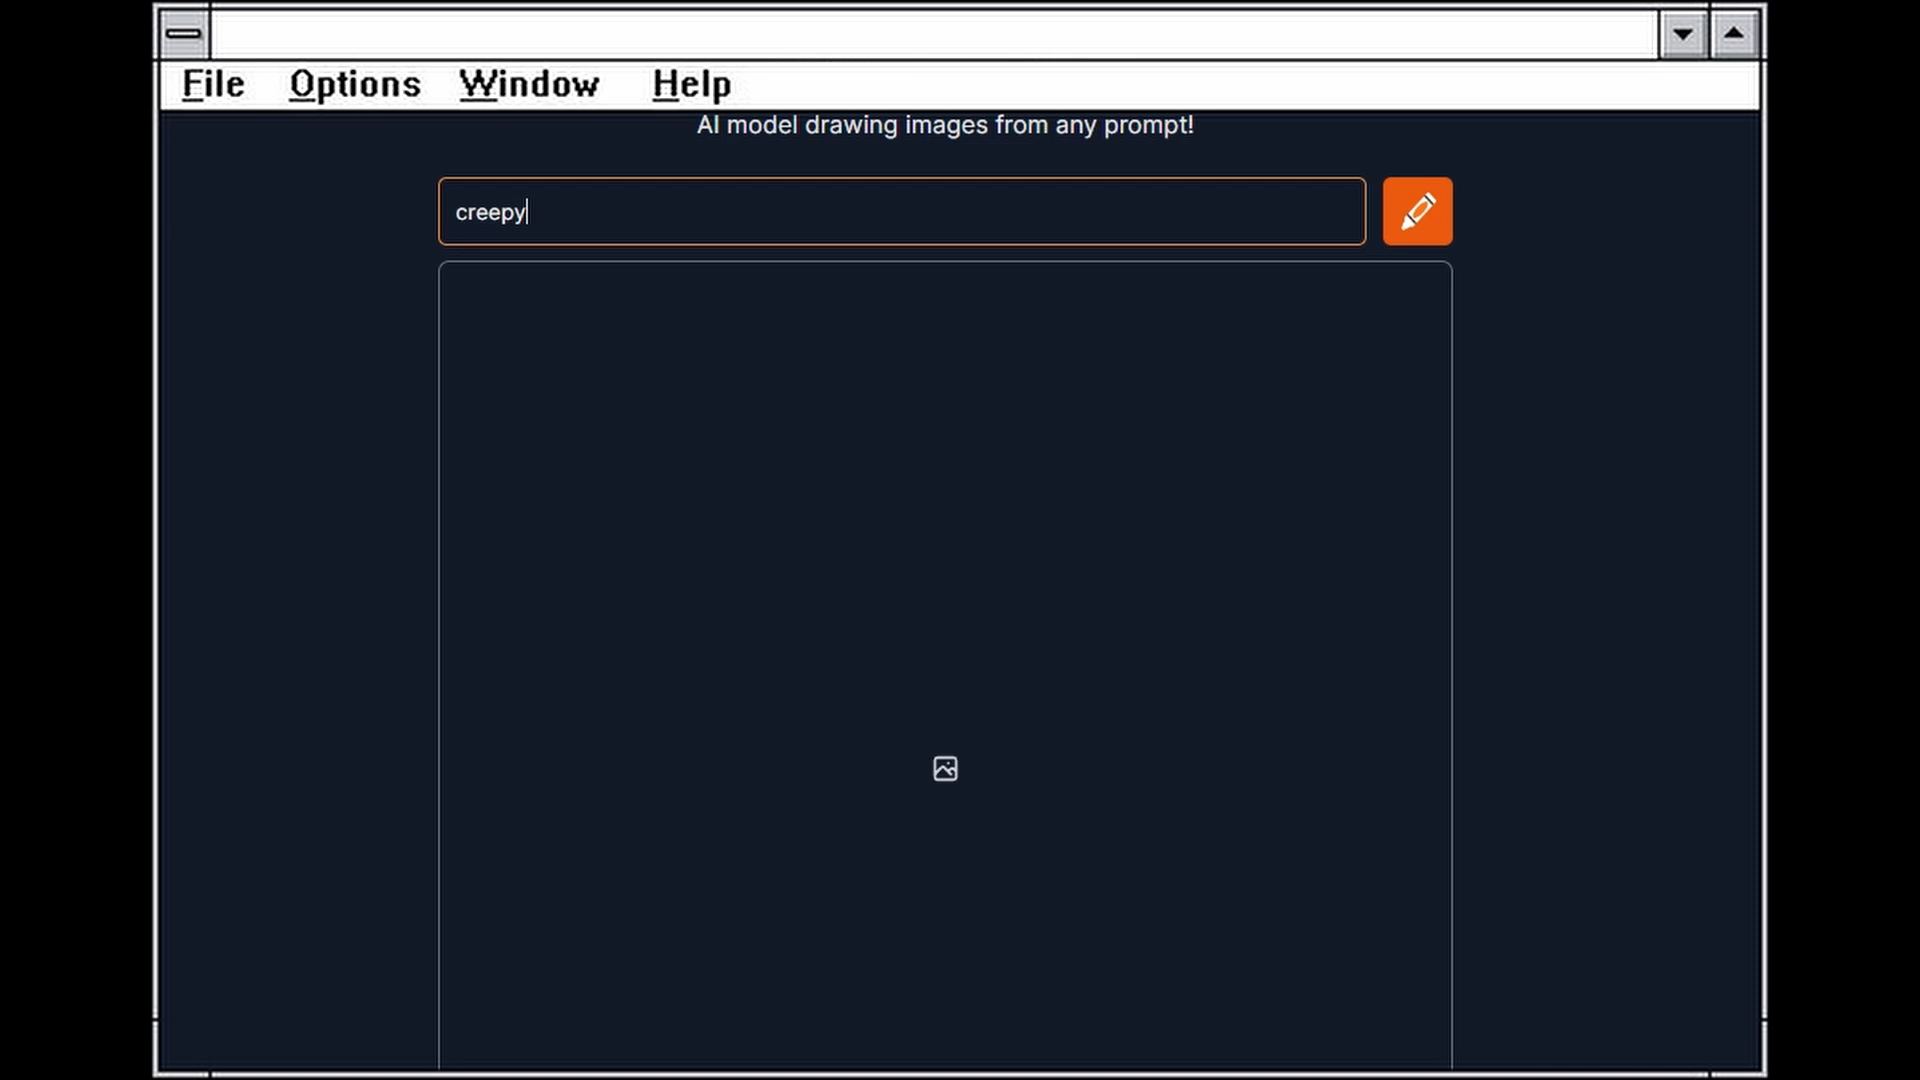 File Options Window Help
AI model drawing images from any prompt!
creepy